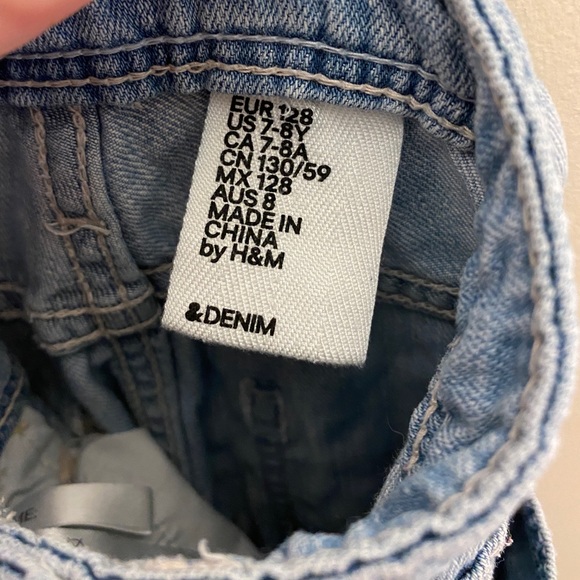 EUR 128
US 7-8Y
CA 7-8A
CN 130/59
MX 128
AUS 8
MADE IN
CHINA
by H&M
&DENIM